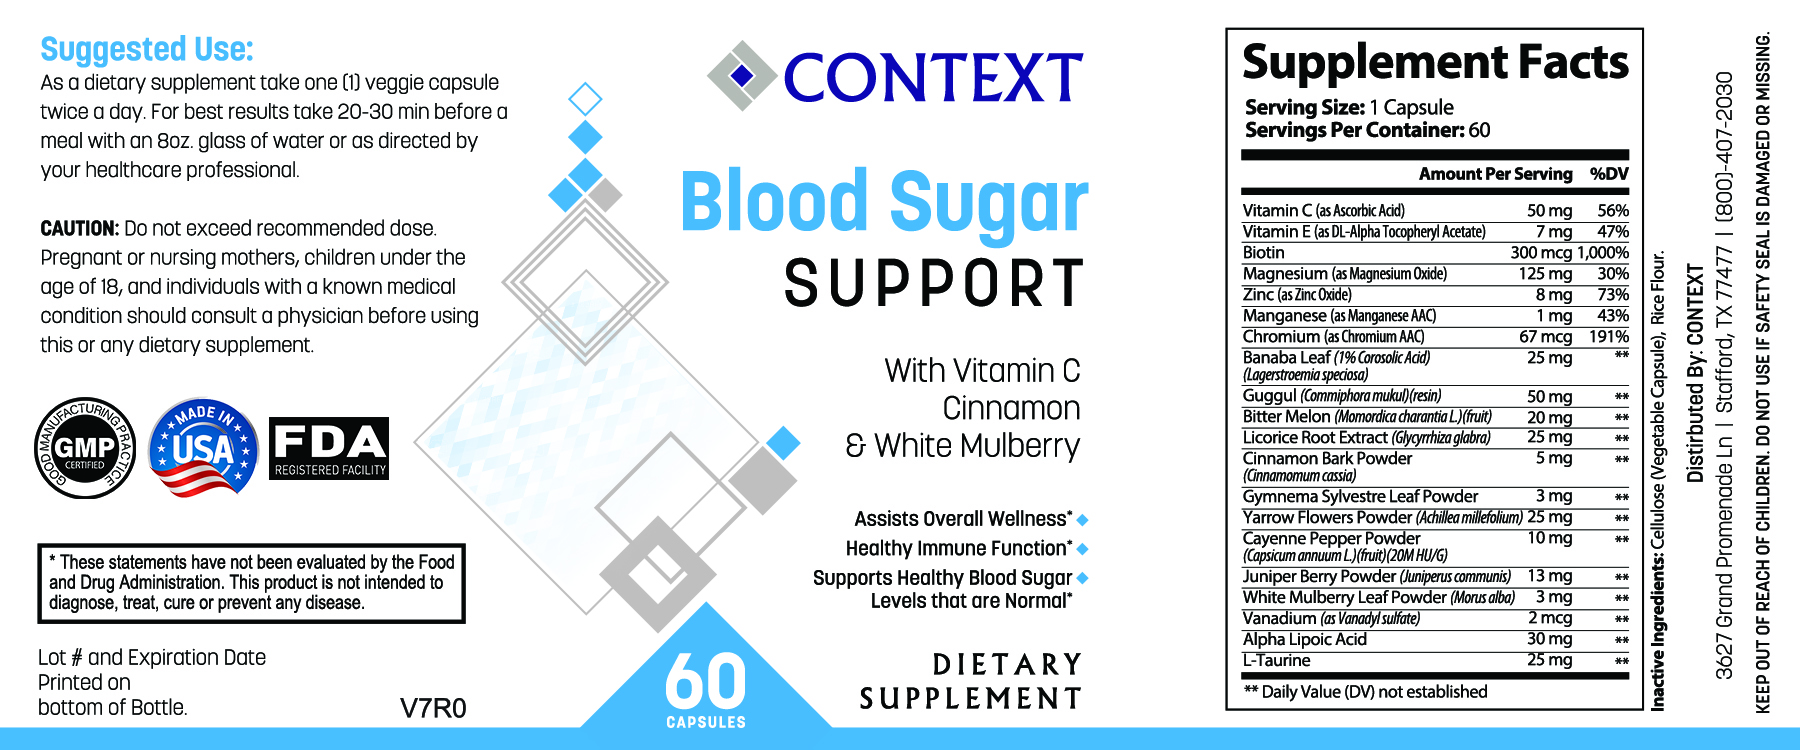 Suggested Use:
As a dietary supplement take one (1) veggie capsule
twice a day. For best results take 20-30 min before a
meal with an 8oz. glass of water or as directed by
your healthcare professional.
CAUTION: Do not exceed recommended dose.
Pregnant or nursing mothers, children under the
age of 18, and individuals with a known medical
condition should consult a physician before using
this or any dietary supplement.
GOOD MANUFACTURING PRACTICE
GMP
CERTIFIED
MADE IN
USA
FDA
REGISTERED FACILITY
* These statements have not been evaluated by the Food
and Drug Administration. This product is not intended to
diagnose, treat, cure or prevent any disease.
Lot # and Expiration Date
Printed on
bottom of Bottle.
V7R0
CONTEXT
Blood Sugar
SUPPORT
With Vitamin C
Cinnamon
& White Mulberry
Assists Overall Wellness*
Healthy Immune Function*
Supports Healthy Blood Sugar
Levels that are Normal*
60
CAPSULES
DIETARY
SUPPLEMENT
Supplement Facts
Serving Size: 1 Capsule
Servings Per Container: 60
Amount Per Serving %DV
Vitamin C (as Ascorbic Acid) 50 mg 56%
Vitamin E (as DL-Alpha Tocopheryl Acetate) 7 mg 47%
Biotin 300 mcg 1,000%
Magnesium (as Magnesium Oxide) 125 mg 30%
Zinc (as Zinc Oxide) 8 mg 73%
Manganese (as Manganese AAC) 1 mg 43%
Chromium (as Chromium AAC) 67 mcg 191%
Banaba Leaf (1% Corosolic Acid) 25 mg **
(Lagerstroemia speciosa)
Guggul (Commiphora mukul)(resin) 50 mg **
Bitter Melon (Momordica charantia L.)(fruit) 20 mg **
Licorice Root Extract (Glycyrrhiza glabra) 25 mg **
Cinnamon Bark Powder 5 mg **
(Cinnamomum cassia)
Gymnema Sylvestre Leaf Powder 3 mg **
Yarrow Flowers Powder (Achillea millefolium) 25 mg **
Cayenne Pepper Powder 10 mg **
(Capsicum annuum L.)(fruit)(20M HU/G)
Juniper Berry Powder (Juniperus communis) 13 mg **
White Mulberry Leaf Powder (Morus alba) 3 mg **
Vanadium (as Vanadyl sulfate) 2 mcg **
Alpha Lipoic Acid 30 mg **
L-Taurine 25 mg **
** Daily Value (DV) not established
Inactive Ingredients: Cellulose (Vegetable Capsule), Rice Flour.
Distirbuted By: CONTEXT
3627 Grand Promenade Ln | Stafford, TX 77477 | (800)-407-2030
KEEP OUT OF REACH OF CHILDREN. DO NOT USE IF SAFETY SEAL IS DAMAGED OR MISSING.